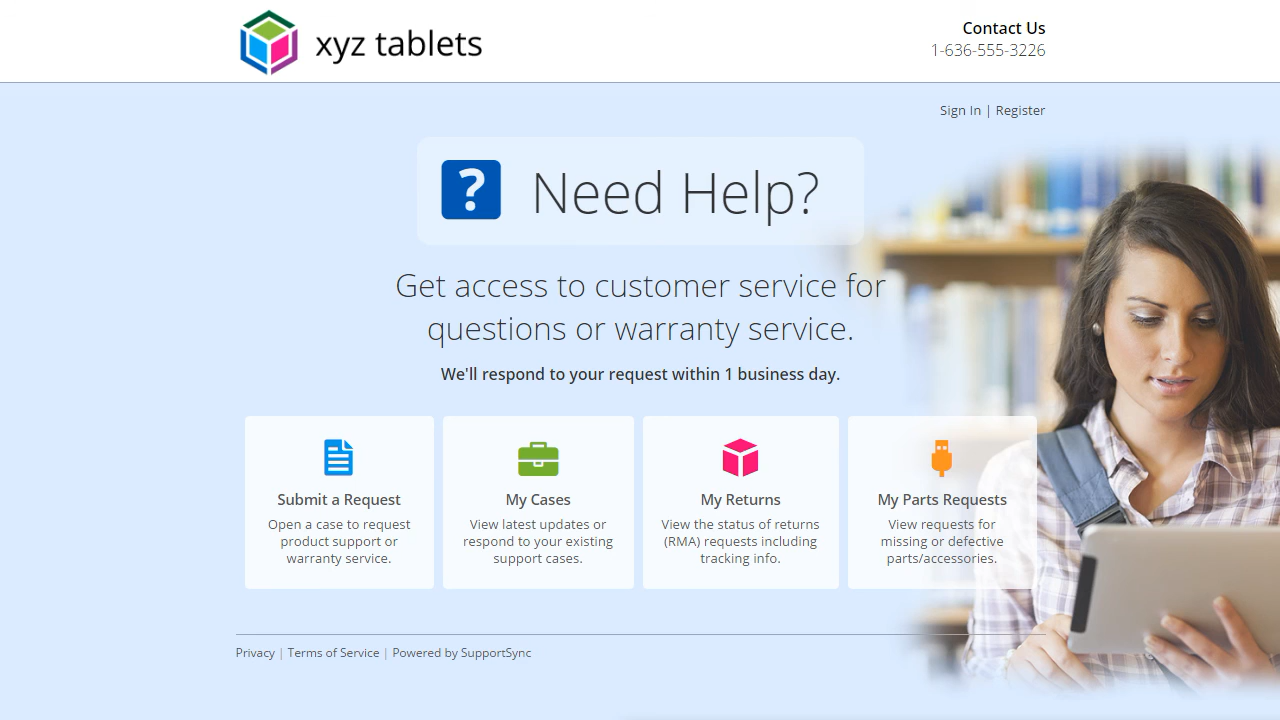 xyz tablets
Contact Us
1-636-555-3226
Sign In | Register
? Need Help?
Get access to customer service for
questions or warranty service.
We'll respond to your request within 1 business day.
Submit a Request
Open a case to request
product support or
warranty service.
My Cases
View latest updates or
respond to your existing
support cases.
My Returns
View the status of returns
(RMA) requests including
tracking info.
My Parts Requests
View requests for
missing or defective
parts/accessories.
Privacy | Terms of Service | Powered by SupportSync